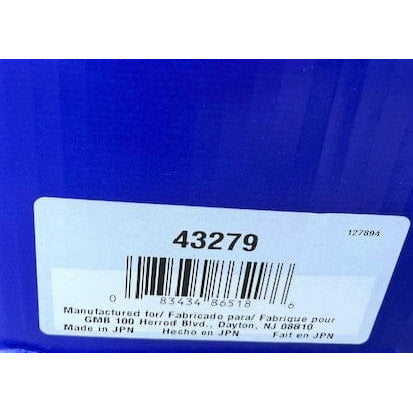 43279 127894
0 83434 86518 6
Manufactured for/ Fabricado para/ Fabrique pour
GMB 100 Herrod Blvd., Dayton, NJ 08810
Made in JPN Hecho en JPN Fait en JPN